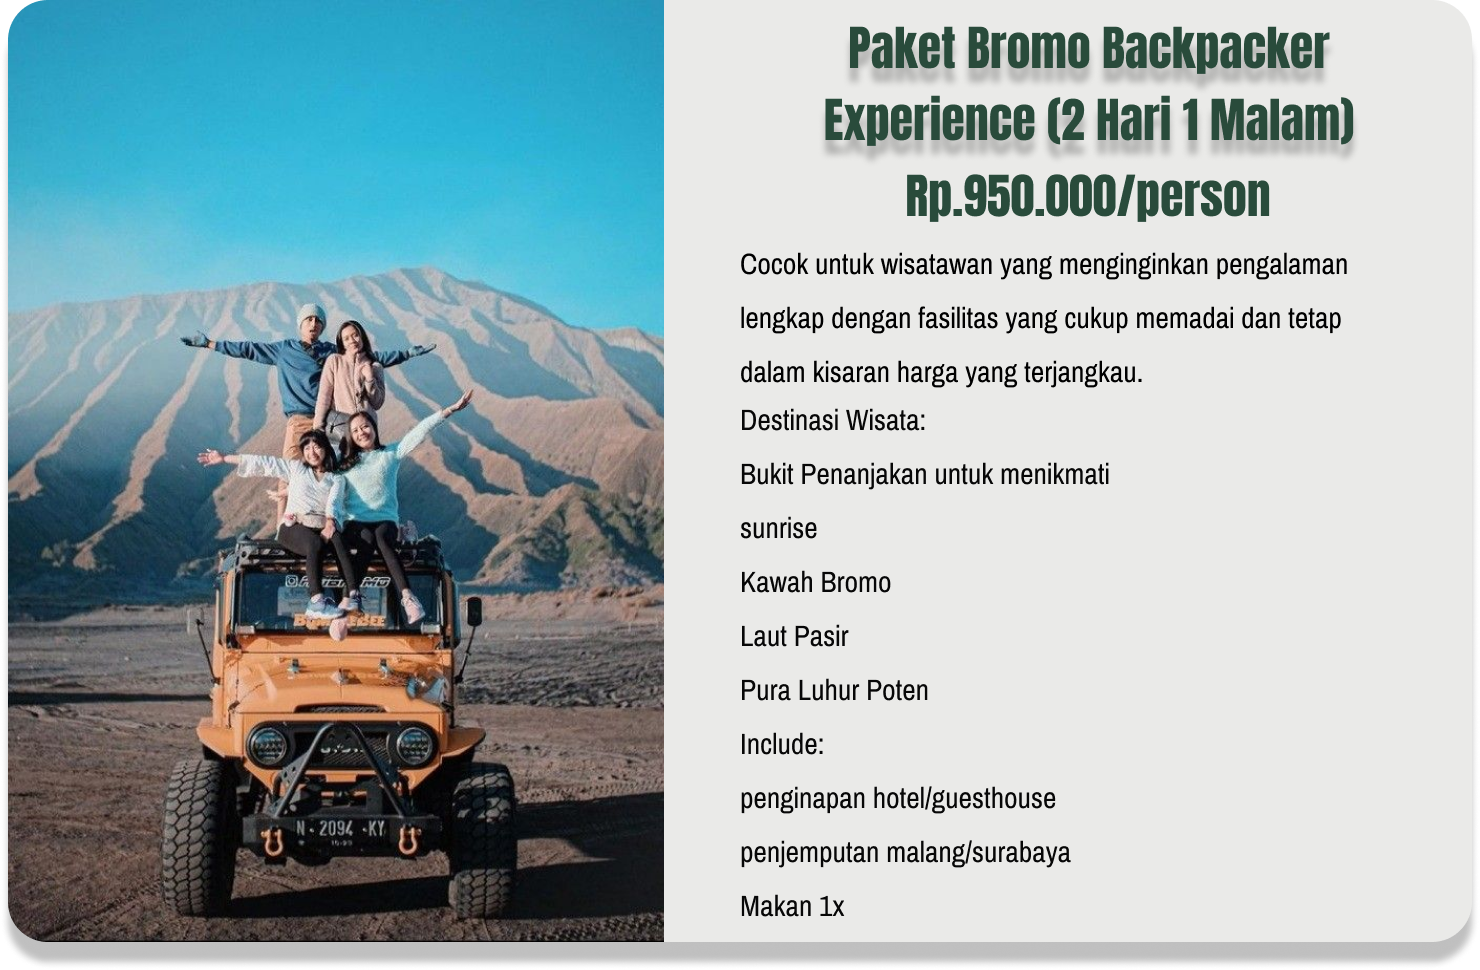 Paket Bromo Backpacker
Experience (2 Hari 1 Malam)
Rp.950.000/person
Cocok untuk wisatawan yang menginginkan pengalaman
lengkap dengan fasilitas yang cukup memadai dan tetap
dalam kisaran harga yang terjangkau.
Destinasi Wisata:
Bukit Penanjakan untuk menikmati
sunrise
Kawah Bromo
Laut Pasir
Pura Luhur Poten
Include:
penginapan hotel/guesthouse
penjemputan malang/surabaya
Makan 1x
N · 2094 · KY